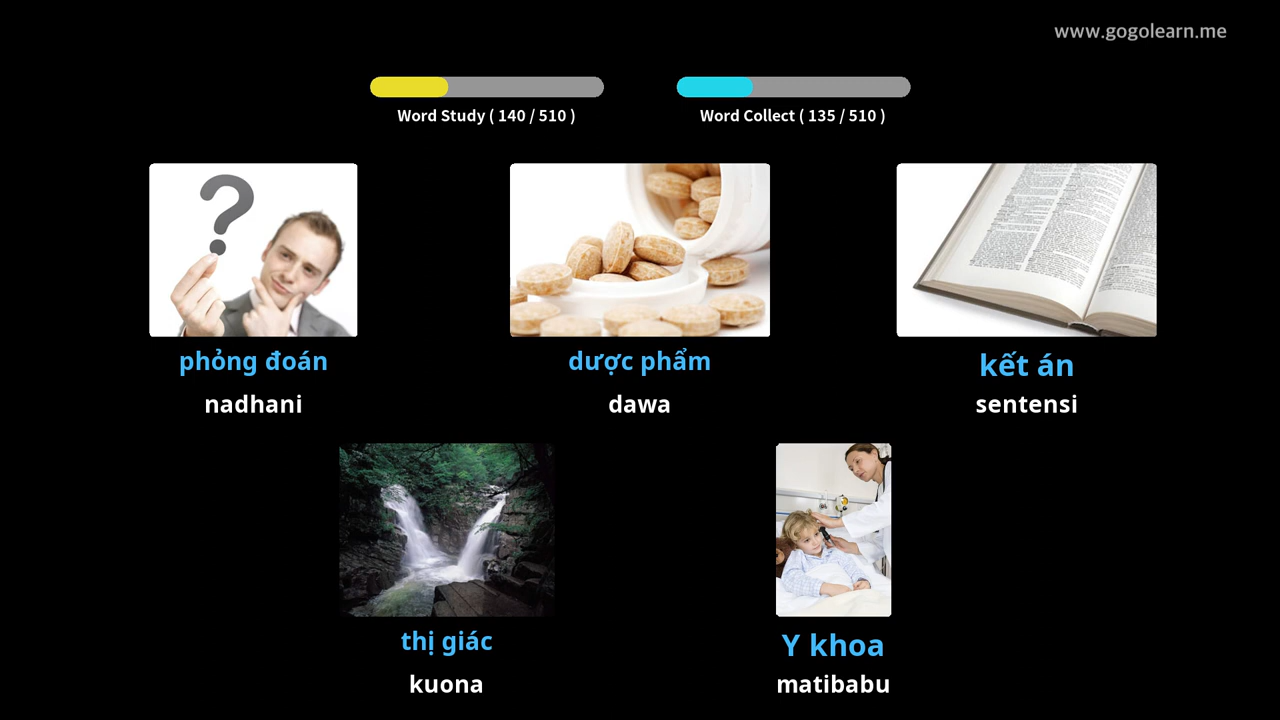 www.gogolearn.me
Word Study ( 140 / 510 )
Word Collect ( 135 / 510 )
phỏng đoán
nadhani
dược phẩm
dawa
kết án
sentensi
thị giác
kuona
Y khoa
matibabu